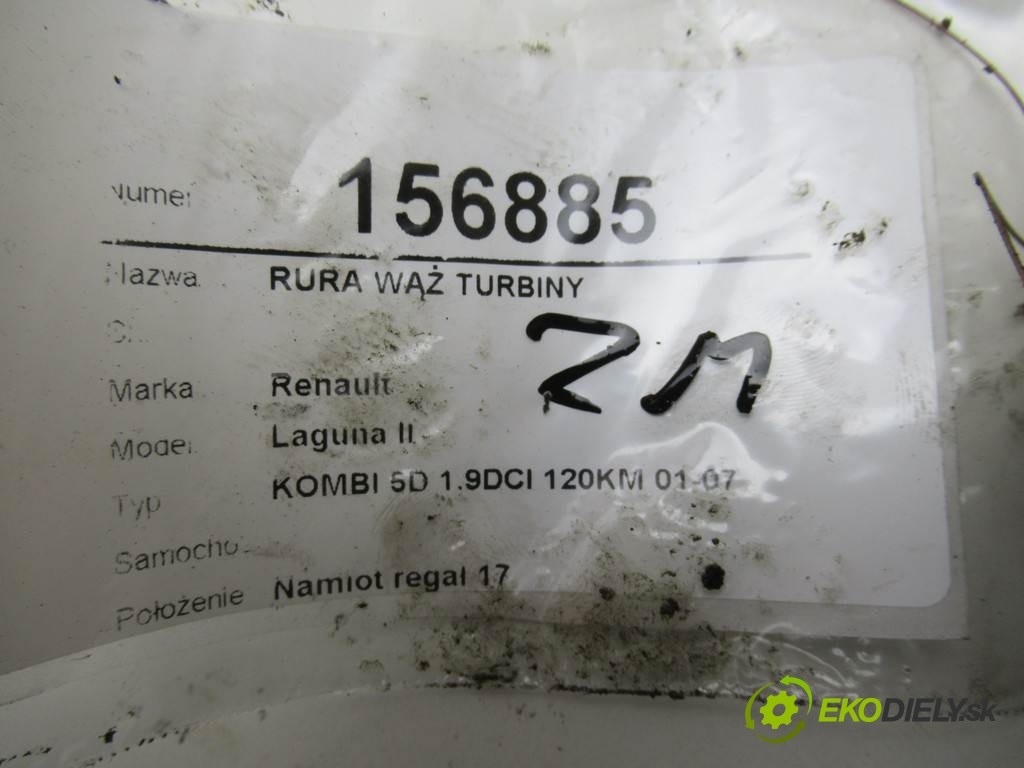 Numer 156885
Nazwa RURA WĄŻ TURBINY
ZM
Marka Renault
Model Laguna II
Typ KOMBI 5D 1.9DCI 120KM 01-07
Położenie Namiot regał 17
EKODIELY.sk